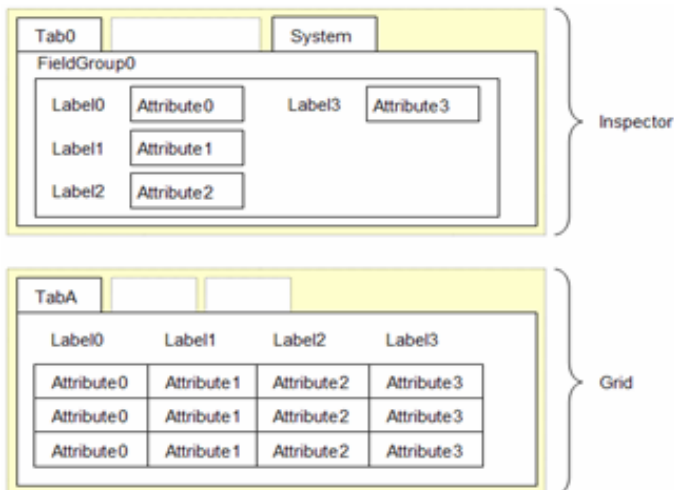 Tab0 System
FieldGroup0
Label0 Attribute0 Label3 Attribute3
Inspector
Label1 Attribute1
Label2 Attribute2
TabA
Label0 Label1 Label2 Label3
Attribute0 Attribute1 Attribute2 Attribute3
Grid
Attribute0 Attribute1 Attribute2 Attribute3
Attribute0 Attribute1 Attribute2 Attribute3